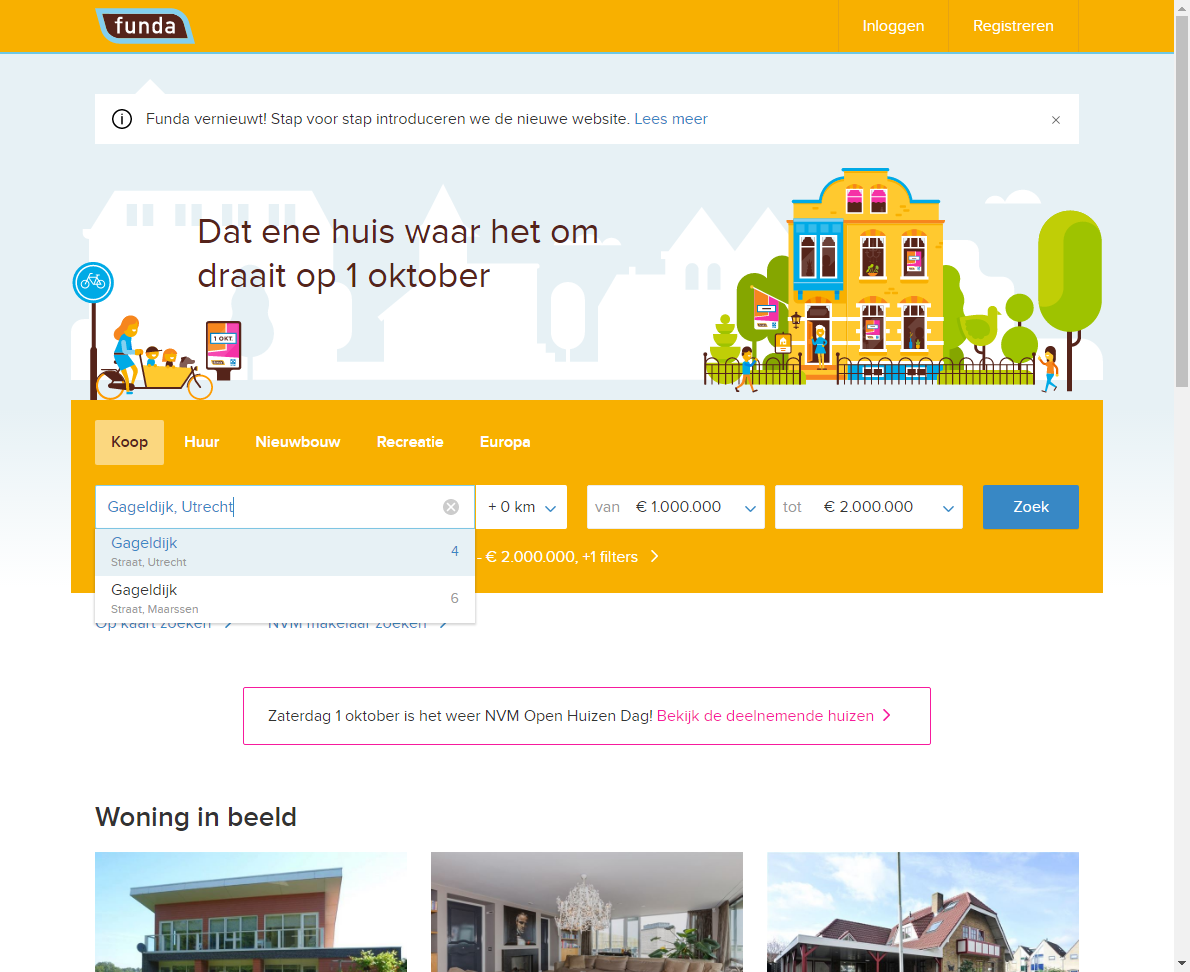 funda
Inloggen
Registreren
Funda vernieuwt! Stap voor stap introduceren we de nieuwe website. Lees meer
Dat ene huis waar het om
draait op 1 oktober
1 OKT
Koop
Huur
Nieuwbouw
Recreatie
Europa
Gageldijk, Utrecht
+ 0 km
van € 1.000.000
tot € 2.000.000
Zoek
Gageldijk
4
Straat, Utrecht
- € 2.000.000, +1 filters
Gageldijk
6
Straat, Maarssen
Op kaart zoeken
NVM makelaar zoeken
Zaterdag 1 oktober is het weer NVM Open Huizen Dag! Bekijk de deelnemende huizen
Woning in beeld